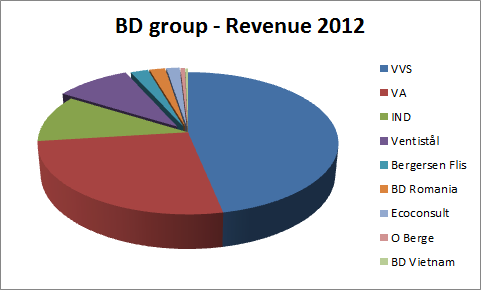 BD group - Revenue 2012
VVS
VA
IND
Ventistål
Bergersen Flis
BD Romania
Ecoconsult
O Berge
BD Vietnam